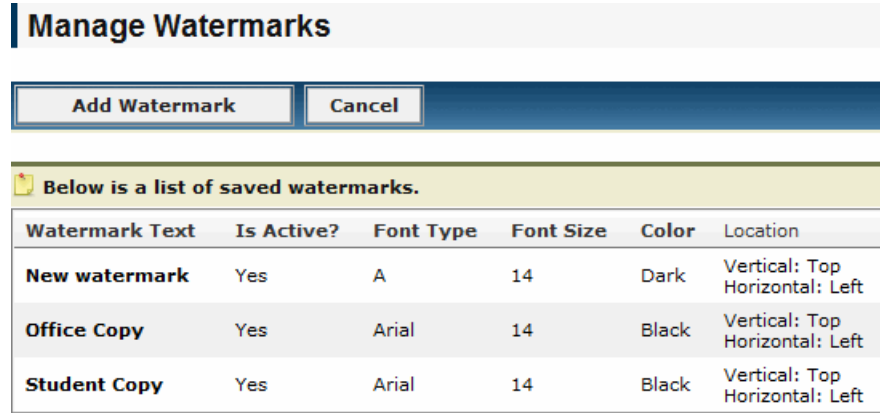 Manage Watermarks
Add Watermark Cancel
Below is a list of saved watermarks.
Watermark Text Is Active? Font Type Font Size Color Location
New watermark Yes A 14 Dark Vertical: Top
Horizontal: Left
Office Copy Yes Arial 14 Black Vertical: Top
Horizontal: Left
Student Copy Yes Arial 14 Black Vertical: Top
Horizontal: Left